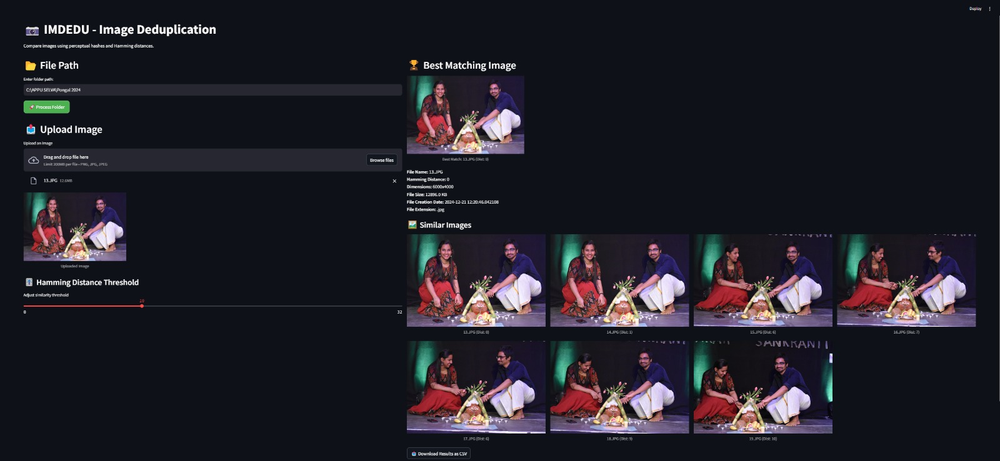 Deploy
IMDEDU - Image Deduplication
Compare images using perceptual hashes and Hamming distances.
File Path
Enter folder path:
C:\APPU SELVA\Pongal 2024
Process Folder
Upload Image
Upload an image
Drag and drop file here
Limit 200MB per file • PNG, JPG, JPEG
Browse files
13.JPG 12.6MB
Uploaded Image
Hamming Distance Threshold
Adjust similarity threshold
10
0 32
Best Matching Image
Best Match: 13.JPG (Dist: 0)
File Name: 13.JPG
Hamming Distance: 0
Dimensions: 6000x4000
File Size: 12896.0 KB
File Creation Date: 2024-12-21 12:20:46.042108
File Extension: .jpg
Similar Images
13.JPG (Dist: 0)
14.JPG (Dist: 1)
15.JPG (Dist: 6)
16.JPG (Dist: 7)
SANKRANTI
17.JPG (Dist: 6)
18.JPG (Dist: 9)
19.JPG (Dist: 10)
Download Results as CSV